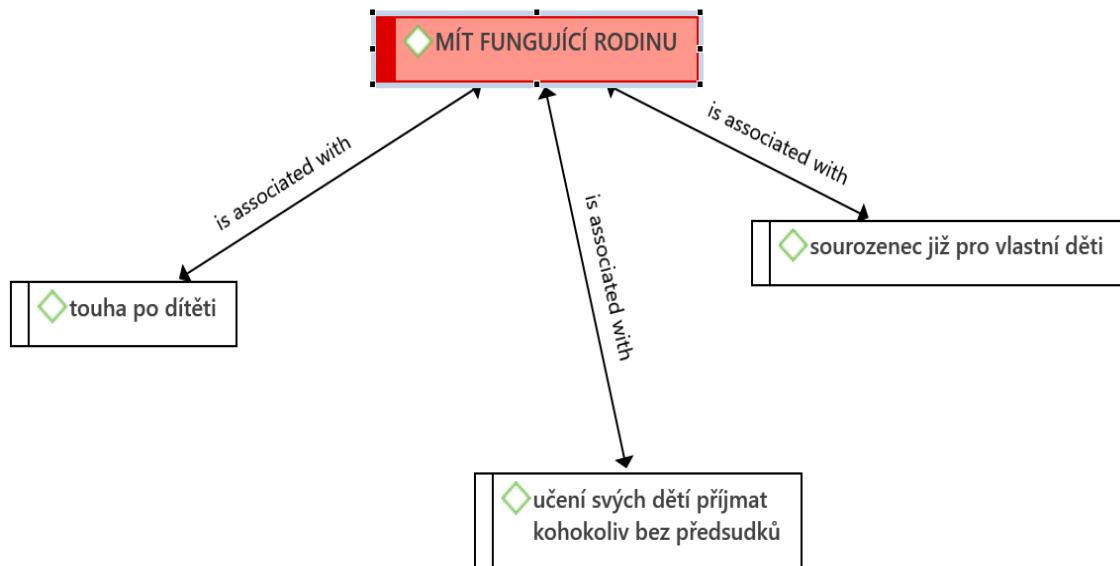 MÍT FUNGUJÍCÍ RODINU
is associated with
is associated with
is associated with
sourozenec již pro vlastní děti
touha po dítěti
učení svých dětí příjmat
kohokoliv bez předsudků